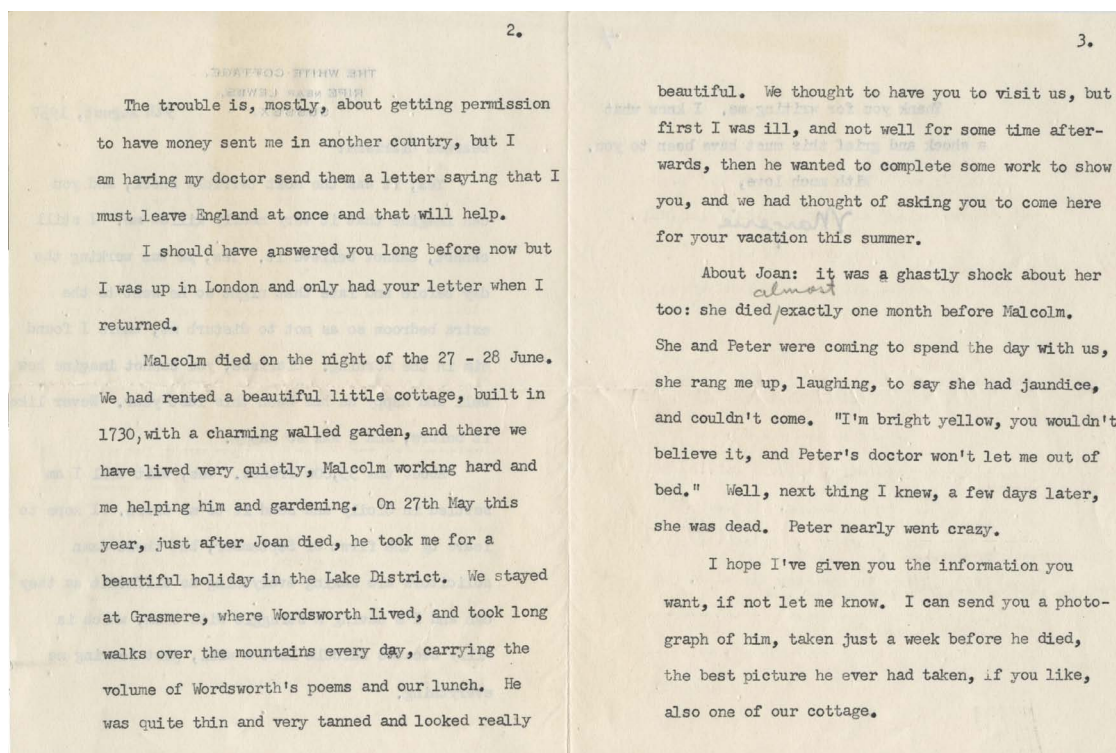 2.
The trouble is, mostly, about getting permission
to have money sent me in another country, but I
am having my doctor send them a letter saying that I
must leave England at once and that will help.
I should have answered you long before now but
I was up in London and only had your letter when I
returned.
Malcolm died on the night of the 27 - 28 June.
We had rented a beautiful little cottage, built in
1730, with a charming walled garden, and there we
have lived very quietly, Malcolm working hard and
me helping him and gardening. On 27th May this
year, just after Joan died, he took me for a
beautiful holiday in the Lake District. We stayed
at Grasmere, where Wordsworth lived, and took long
walks over the mountains every day, carrying the
volume of Wordsworth's poems and our lunch. He
was quite thin and very tanned and looked really
3.
beautiful. We thought to have you to visit us, but
first I was ill, and not well for some time after-
wards, then he wanted to complete some work to show
you, and we had thought of asking you to come here
for your vacation this summer.
About Joan: it was a ghastly shock about her
almost
too: she died/exactly one month before Malcolm.
She and Peter were coming to spend the day with us,
she rang me up, laughing, to say she had jaundice,
and couldn't come. "I'm bright yellow, you wouldn't
believe it, and Peter's doctor won't let me out of
bed." Well, next thing I knew, a few days later,
she was dead. Peter nearly went crazy.
I hope I've given you the information you
want, if not let me know. I can send you a photo-
graph of him, taken just a week before he died,
the best picture he ever had taken, if you like,
also one of our cottage.